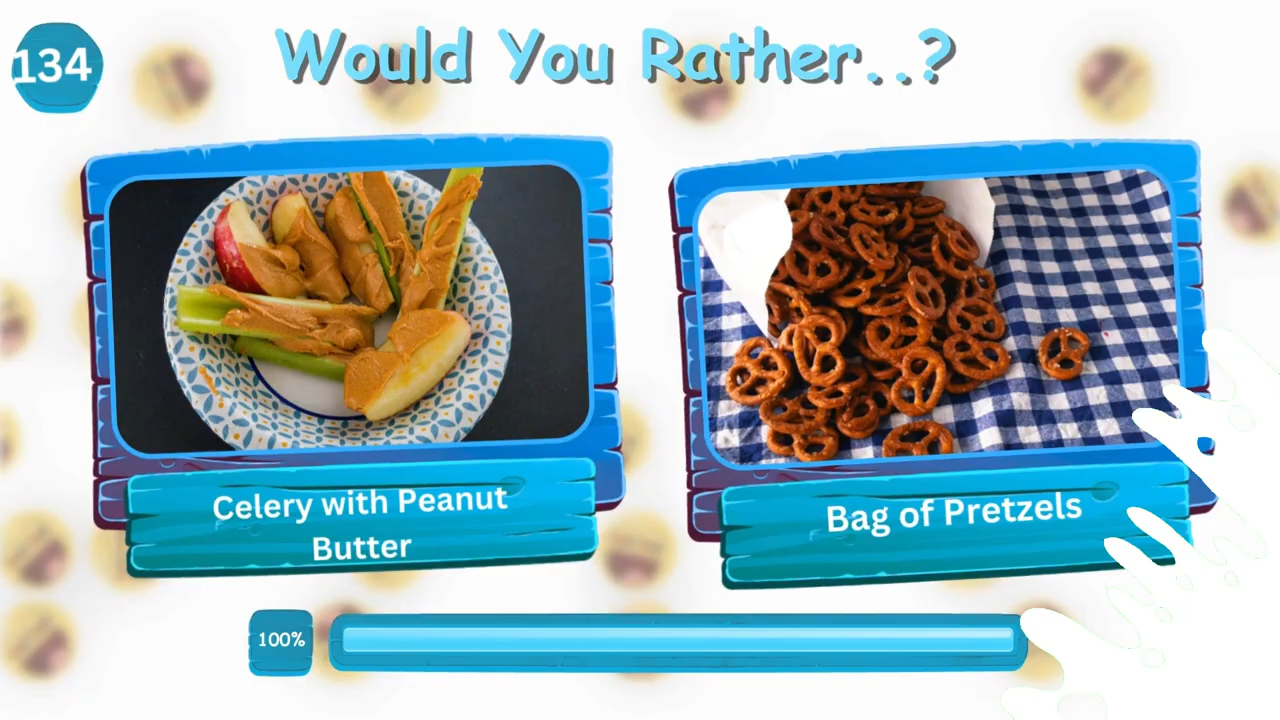 134
Would You Rather..?
Celery with Peanut
Butter
Bag of Pretzels
100%